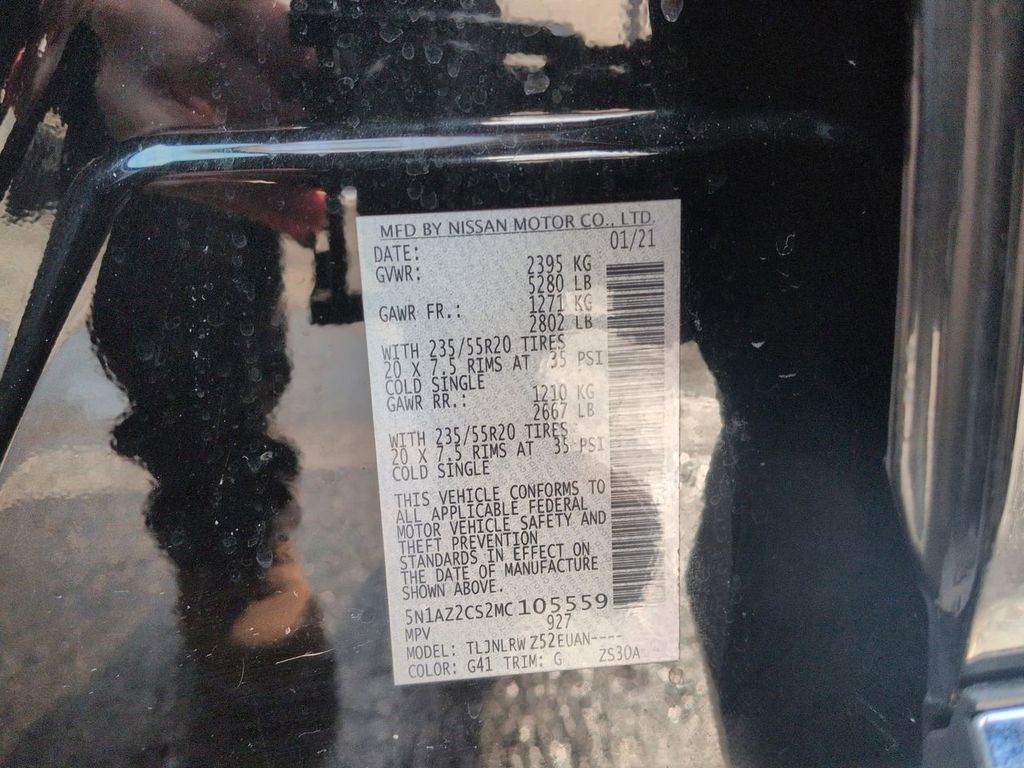 MFD BY NISSAN MOTOR CO., LTD.
DATE: 01/21
GVWR: 2395 KG
5280 LB
GAWR FR.: 1271 KG
2802 LB
WITH 235/55R20 TIRES
20 X 7.5 RIMS AT 35 PSI
COLD SINGLE
GAWR RR.: 1210 KG
2667 LB
WITH 235/55R20 TIRES
20 X 7.5 RIMS AT 35 PSI
COLD SINGLE
THIS VEHICLE CONFORMS TO
ALL APPLICABLE FEDERAL
MOTOR VEHICLE SAFETY AND
THEFT PREVENTION
STANDARDS IN EFFECT ON
THE DATE OF MANUFACTURE
SHOWN ABOVE.
5N1AZ2CS2MC105559
MPV 927
MODEL: TLJNLRW Z52EUAN----
COLOR: G41 TRIM: G ZS30A